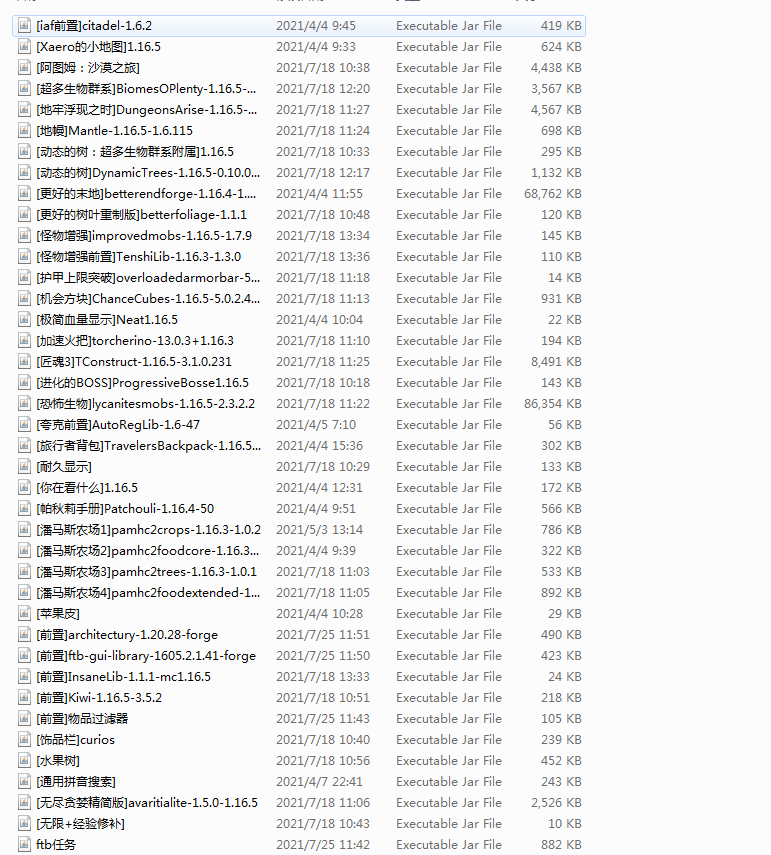 [iaf前置]citadel-1.6.2 2021/4/4 9:45 Executable Jar File 419 KB
[Xaero的小地图]1.16.5 2021/4/4 9:33 Executable Jar File 624 KB
[阿图姆：沙漠之旅] 2021/7/18 10:38 Executable Jar File 4,438 KB
[超多生物群系]BiomesOPlenty-1.16.5-... 2021/7/18 12:20 Executable Jar File 3,567 KB
[地牢浮现之时]DungeonsArise-1.16.5-... 2021/7/18 11:27 Executable Jar File 4,567 KB
[地幔]Mantle-1.16.5-1.6.115 2021/7/18 11:24 Executable Jar File 698 KB
[动态的树：超多生物群系附属]1.16.5 2021/7/18 10:33 Executable Jar File 295 KB
[动态的树]DynamicTrees-1.16.5-0.10.0... 2021/7/18 12:17 Executable Jar File 1,132 KB
[更好的末地]betterendforge-1.16.4-1.... 2021/4/4 11:55 Executable Jar File 68,762 KB
[更好的树叶重制版]betterfoliage-1.1.1 2021/7/18 10:48 Executable Jar File 120 KB
[怪物增强]improvedmobs-1.16.5-1.7.9 2021/7/18 13:34 Executable Jar File 145 KB
[怪物增强前置]TenshiLib-1.16.3-1.3.0 2021/7/18 13:36 Executable Jar File 110 KB
[护甲上限突破]overloadedarmorbar-5... 2021/7/18 11:18 Executable Jar File 14 KB
[机会方块]ChanceCubes-1.16.5-5.0.2.4... 2021/7/18 11:13 Executable Jar File 931 KB
[极简血量显示]Neat1.16.5 2021/4/4 10:04 Executable Jar File 22 KB
[加速火把]torcherino-13.0.3+1.16.3 2021/7/18 11:10 Executable Jar File 194 KB
[匠魂3]TConstruct-1.16.5-3.1.0.231 2021/7/18 11:25 Executable Jar File 8,491 KB
[进化的BOSS]ProgressiveBosse1.16.5 2021/7/18 10:18 Executable Jar File 143 KB
[恐怖生物]lycanitesmobs-1.16.5-2.3.2.2 2021/7/18 11:22 Executable Jar File 86,354 KB
[夸克前置]AutoRegLib-1.6-47 2021/4/5 7:10 Executable Jar File 56 KB
[旅行者背包]TravelersBackpack-1.16.5... 2021/4/4 15:36 Executable Jar File 302 KB
[耐久显示] 2021/7/18 10:29 Executable Jar File 133 KB
[你在看什么]1.16.5 2021/4/4 12:31 Executable Jar File 172 KB
[帕秋莉手册]Patchouli-1.16.4-50 2021/4/4 9:51 Executable Jar File 566 KB
[潘马斯农场1]pamhc2crops-1.16.3-1.0.2 2021/5/3 13:14 Executable Jar File 786 KB
[潘马斯农场2]pamhc2foodcore-1.16.3... 2021/4/4 9:39 Executable Jar File 322 KB
[潘马斯农场3]pamhc2trees-1.16.3-1.0.1 2021/7/18 11:03 Executable Jar File 533 KB
[潘马斯农场4]pamhc2foodextended-1... 2021/7/18 11:05 Executable Jar File 892 KB
[苹果皮] 2021/4/4 10:28 Executable Jar File 29 KB
[前置]architectury-1.20.28-forge 2021/7/25 11:51 Executable Jar File 490 KB
[前置]ftb-gui-library-1605.2.1.41-forge 2021/7/25 11:50 Executable Jar File 423 KB
[前置]InsaneLib-1.1.1-mc1.16.5 2021/7/18 13:33 Executable Jar File 24 KB
[前置]Kiwi-1.16.5-3.5.2 2021/7/18 10:51 Executable Jar File 218 KB
[前置]物品过滤器 2021/7/25 11:43 Executable Jar File 105 KB
[饰品栏]curios 2021/7/18 10:40 Executable Jar File 239 KB
[水果树] 2021/7/18 10:56 Executable Jar File 452 KB
[通用拼音搜索] 2021/4/7 22:41 Executable Jar File 243 KB
[无尽贪婪精简版]avaritialite-1.5.0-1.16.5 2021/7/18 11:06 Executable Jar File 2,526 KB
[无限+经验修补] 2021/7/18 10:43 Executable Jar File 10 KB
ftb任务 2021/7/25 11:42 Executable Jar File 882 KB